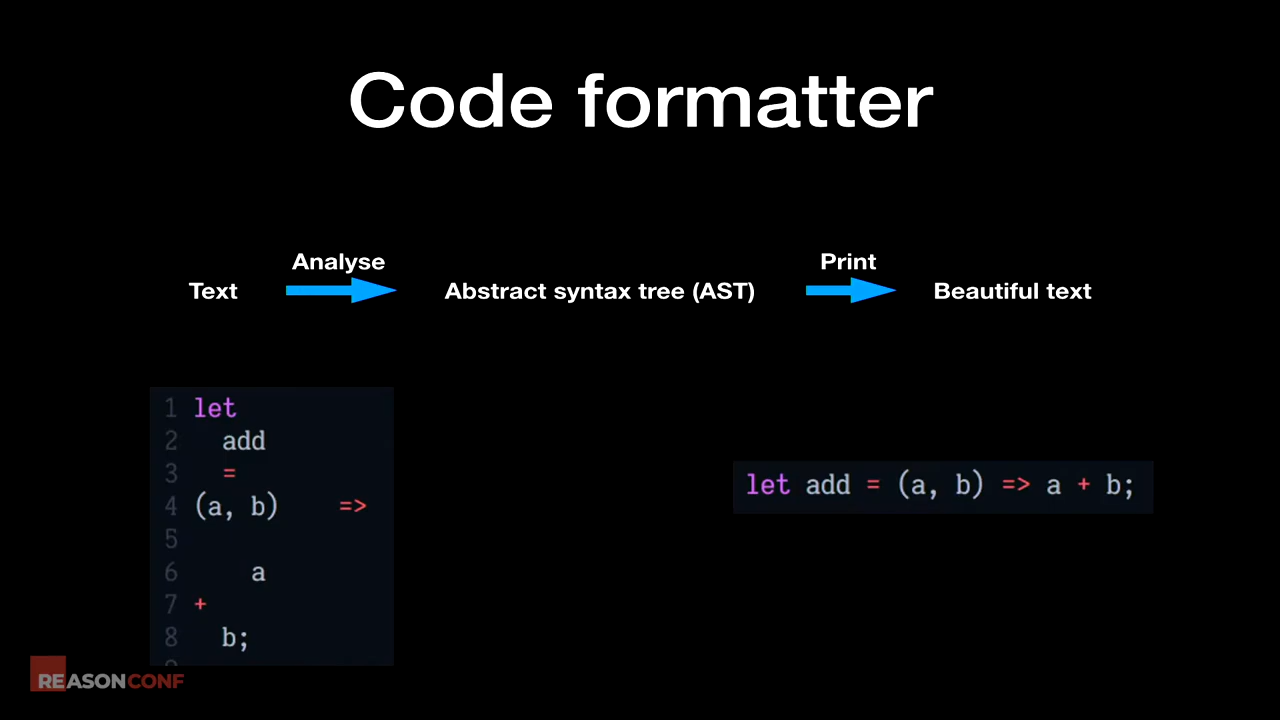 Code formatter
Analyse
Print
Text
Abstract syntax tree (AST)
Beautiful text
1 let
2 add
3 =
4 (a, b) =>
5
6 a
7 +
8 b;
let add = (a, b) => a + b;
REASONCONF